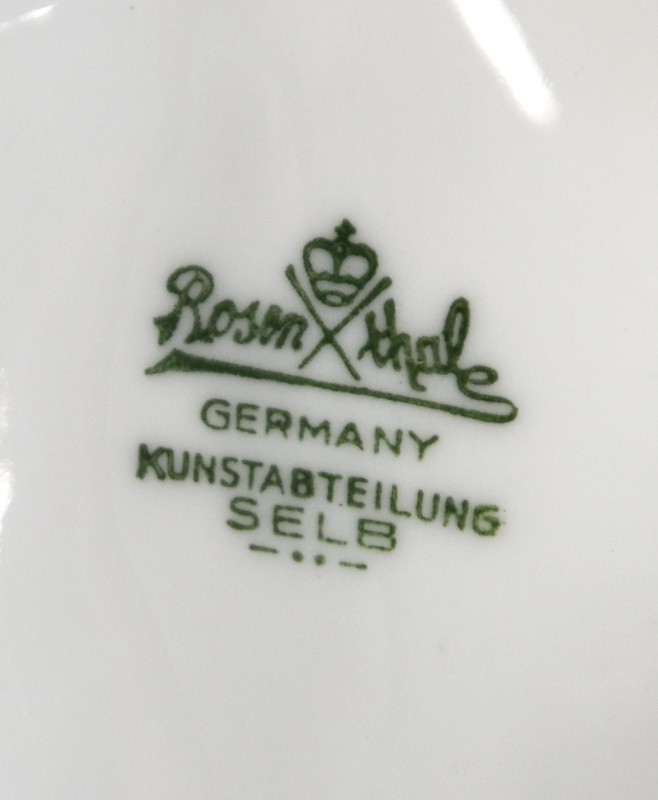 Rosenthal
GERMANY
KUNSTABTEILUNG
SELB